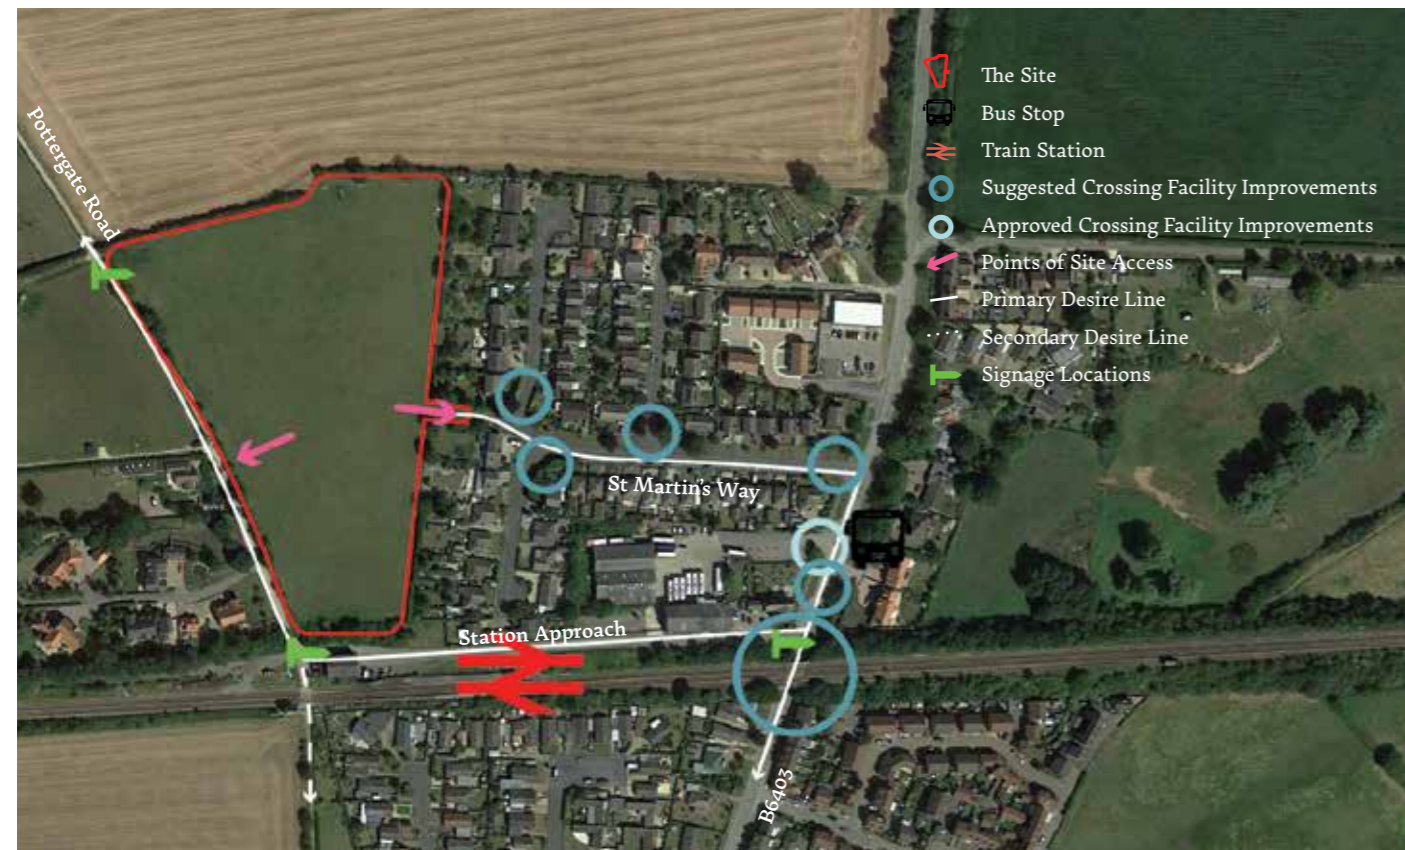 The Site
Bus Stop
Train Station
Suggested Crossing Facility Improvements
Approved Crossing Facility Improvements
Points of Site Access
Primary Desire Line
Secondary Desire Line
Signage Locations
Pottergate Road
St Martin's Way
Station Approach
B6403